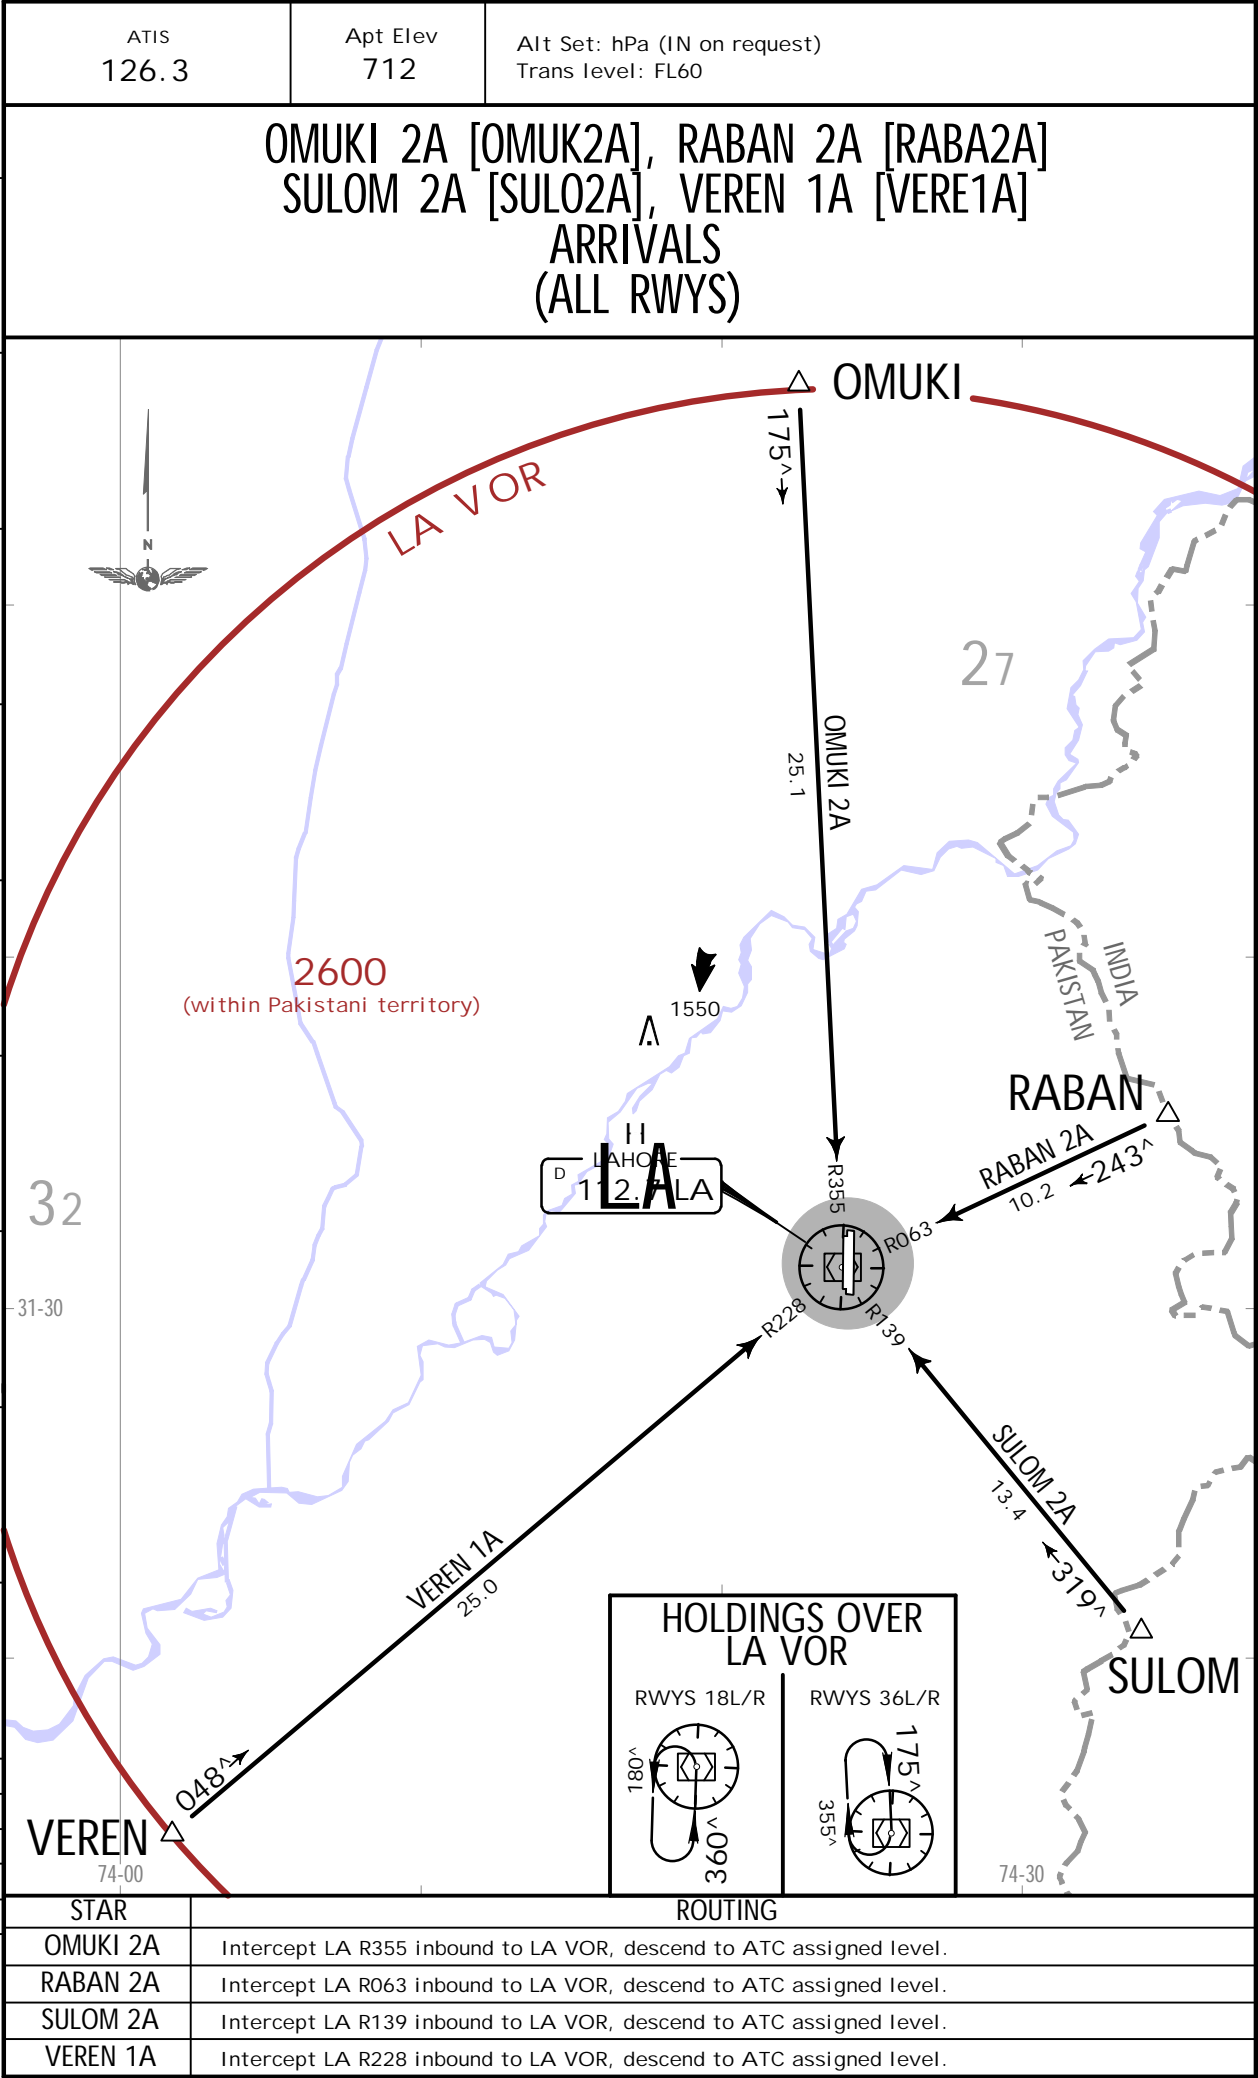 ATIS
126.3
Apt Elev
712
Alt Set: hPa (IN on request)
Trans level: FL60
OMUKI 2A [OMUK2A], RABAN 2A [RABA2A]
SULOM 2A [SULO2A], VEREN 1A [VERE1A]
ARRIVALS
(ALL RWYS)
OMUKI
175^
LA VOR
N
27
OMUKI 2A
25.1
INDIA
PAKISTAN
2600
(within Pakistani territory)
1550
RABAN
RABAN 2A
10.2
243^
LAHORE
D
LA
R355
R063
32
31-30
R228
R139
SULOM 2A
13.4
319^
SULOM
VEREN 1A
25.0
048^
VEREN
HOLDINGS OVER
LA VOR
RWYS 18L/R
180^
360^
RWYS 36L/R
175^
355^
74-00
74-30
STAR
ROUTING
OMUKI 2A
Intercept LA R355 inbound to LA VOR, descend to ATC assigned level.
RABAN 2A
Intercept LA R063 inbound to LA VOR, descend to ATC assigned level.
SULOM 2A
Intercept LA R139 inbound to LA VOR, descend to ATC assigned level.
VEREN 1A
Intercept LA R228 inbound to LA VOR, descend to ATC assigned level.